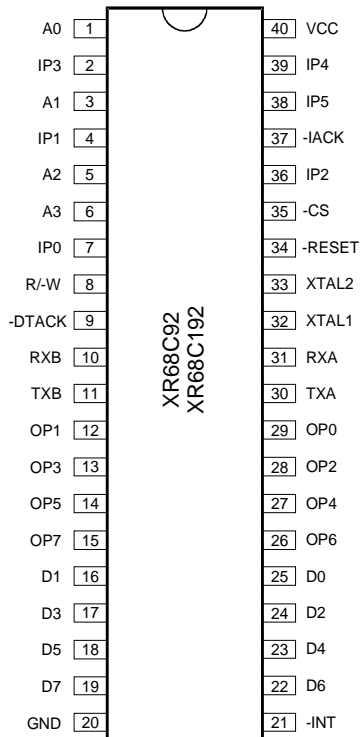 A0 1 40 VCC
IP3 2 39 IP4
A1 3 38 IP5
IP1 4 37 -IACK
A2 5 36 IP2
A3 6 35 -CS
IP0 7 34 -RESET
R/-W 8 33 XTAL2
-DTACK 9 32 XTAL1
RXB 10 31 RXA
TXB 11 30 TXA
OP1 12 29 OP0
OP3 13 28 OP2
OP5 14 27 OP4
OP7 15 26 OP6
D1 16 25 D0
D3 17 24 D2
D5 18 23 D4
D7 19 22 D6
GND 20 21 -INT
XR68C92
XR68C192